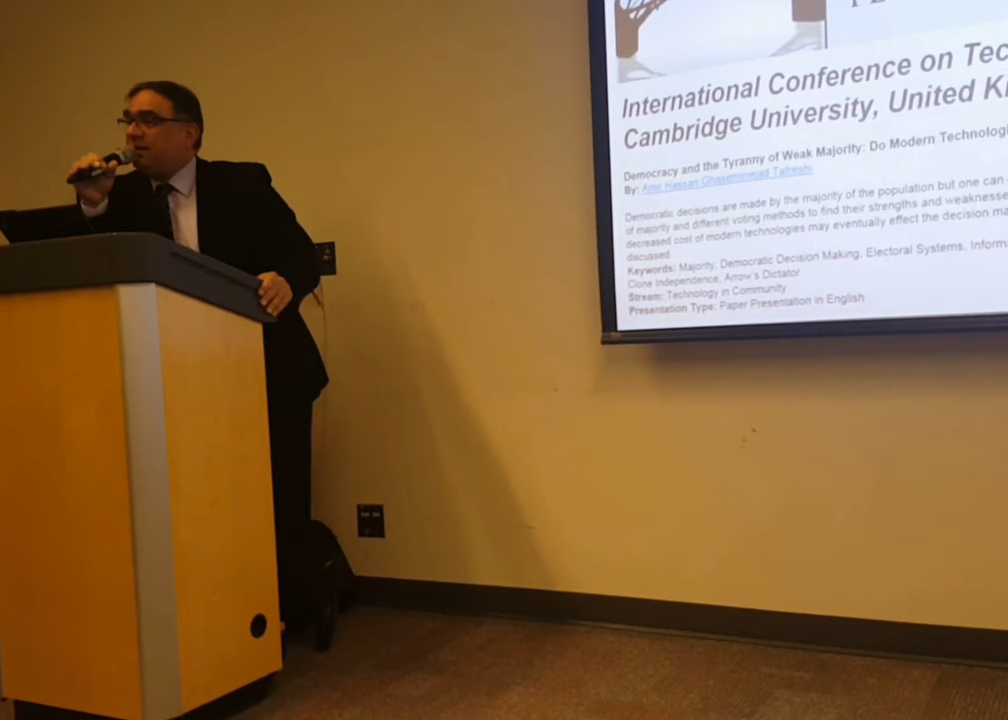 International Conference on Tec
Cambridge University, United Ki
Democracy and the Tyranny of Weak Majority: Do Modern Technologi
By: Amir Hassan Ghaseminejad Tafreshi
Democratic decisions are made by the majority of the population but one can
of majority and different voting methods to find their strengths and weaknesse
decreased cost of modern technologies may eventually effect the decision ma
discussed.
Keywords: Majority, Democratic Decision Making, Electoral Systems, Inform
Clone Independence, Arrow's Dictator
Stream: Technology in Community
Presentation Type: Paper Presentation in English